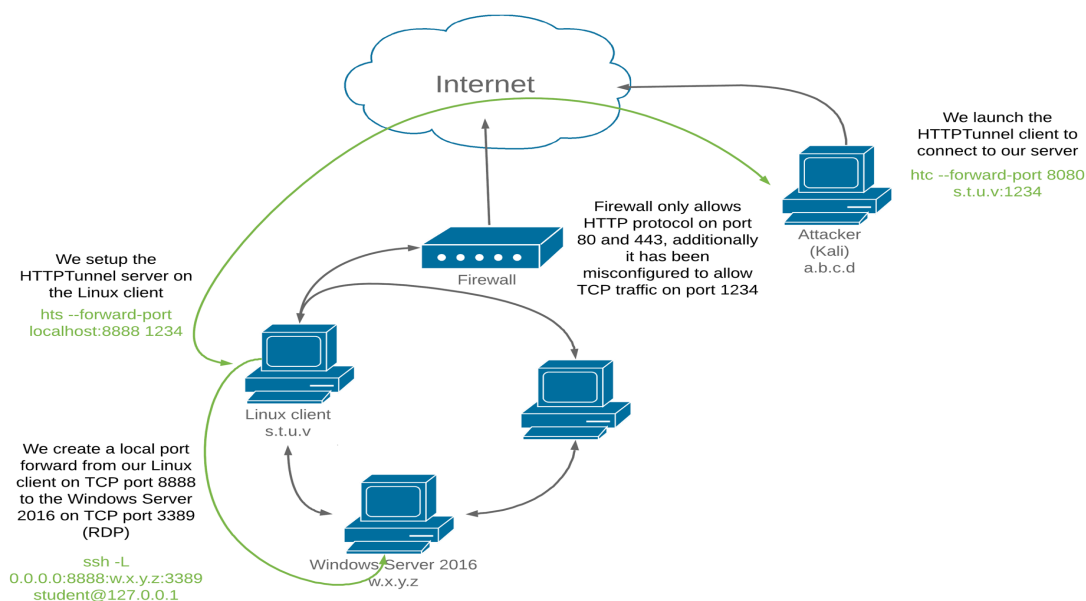 Internet
We launch the
HTTPTunnel client to
connect to our server
htc --forward-port 8080
s.t.u.v:1234
Attacker
(Kali)
a.b.c.d
Firewall only allows
HTTP protocol on port
80 and 443, additionally
it has been
misconfigured to allow
TCP traffic on port 1234
Firewall
We setup the
HTTPTunnel server on
the Linux client
hts --forward-port
localhost:8888 1234
Linux client
s.t.u.v
We create a local port
forward from our Linux
client on TCP port 8888
to the Windows Server
2016 on TCP port 3389
(RDP)
ssh -L
0.0.0.0:8888:w.x.y.z:3389
student@127.0.0.1
Windows Server 2016
w.x.y.z